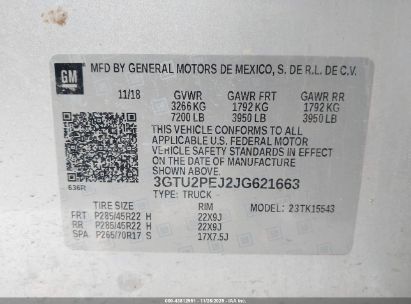 GM
MFD BY GENERAL MOTORS DE MEXICO, S. DE R.L. DE C.V.
11/18 GVWR GAWR FRT GAWR RR
3266 KG 1792 KG 1792 KG
7200 LB 3950 LB 3950 LB
THIS VEHICLE CONFORMS TO ALL
APPLICABLE U.S. FEDERAL MOTOR
VEHICLE SAFETY STANDARDS IN
EFFECT ON THE DATE OF
MANUFACTURE SHOWN ABOVE.
636R 3GTU2PEJ2JG621663
TYPE: TRUCK MODEL: 23TK15543
TIRE SIZE RIM
FRT P285/45R22 H 22X9J
RR P285/45R22 H 22X9J
SPA P265/70R17 S 17X7.5J